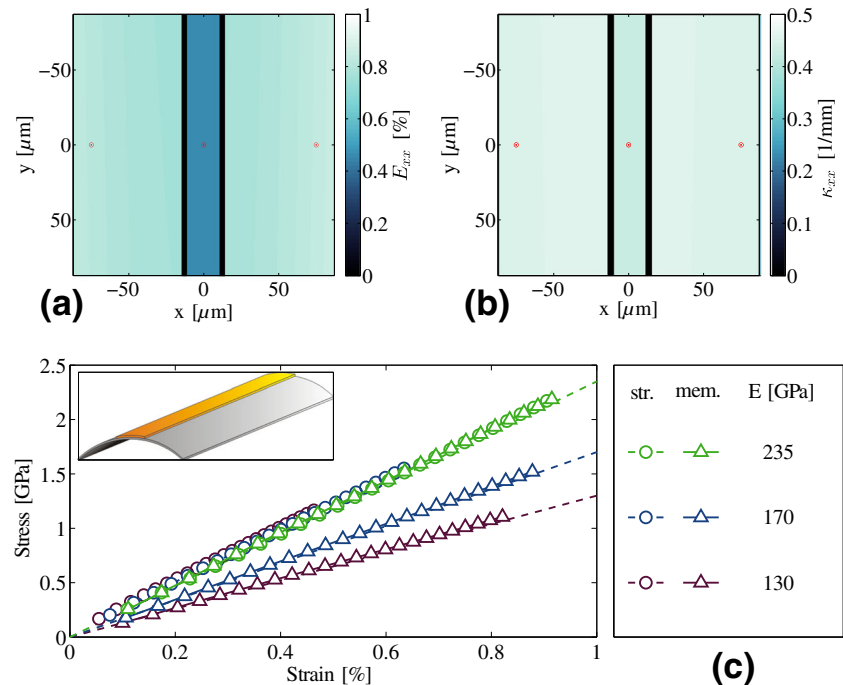 −50
0
50
y [µm]
−50 0 50
x [µm]
1
0.8
0.6
0.4
0.2
0
E_xx [%]
(a)
−50
0
50
y [µm]
−50 0 50
x [µm]
0.5
0.4
0.3
0.2
0.1
0
κ_xx [1/mm]
(b)
2.5
2
1.5
1
0.5
0
Stress [GPa]
0 0.2 0.4 0.6 0.8 1
Strain [%]
str. mem. E [GPa]
235
170
130
(c)